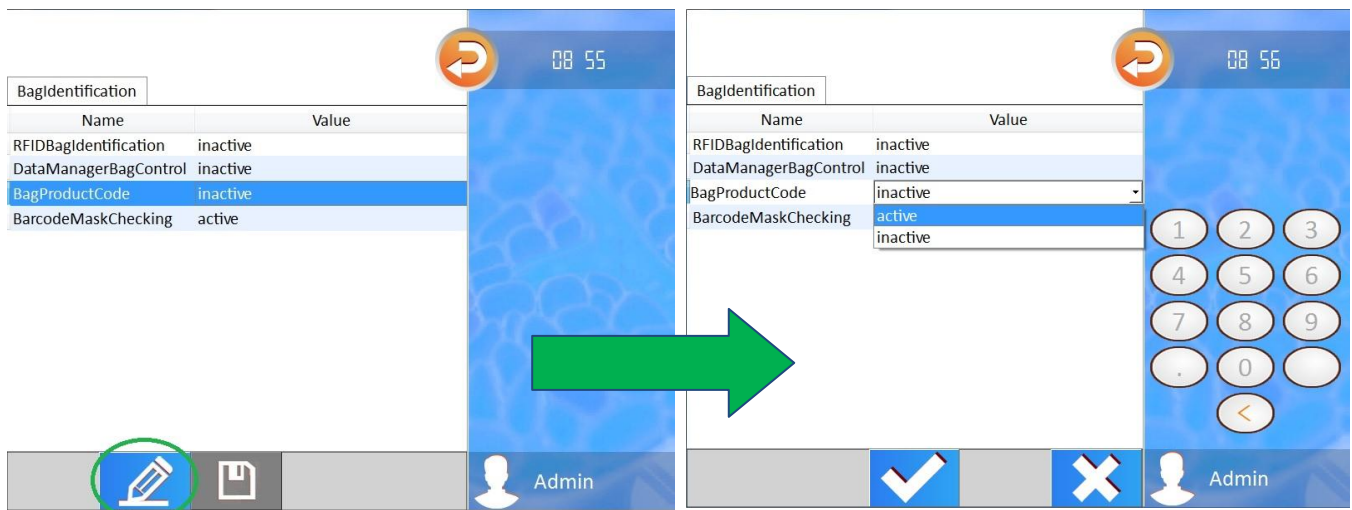 08 55
BagIdentification
Name Value
RFIDBagIdentification inactive
DataManagerBagControl inactive
BagProductCode inactive
BarcodeMaskChecking active
Admin
08 56
BagIdentification
Name Value
RFIDBagIdentification inactive
DataManagerBagControl inactive
BagProductCode inactive
BarcodeMaskChecking active
inactive
1 2 3
4 5 6
7 8 9
. 0
<
Admin